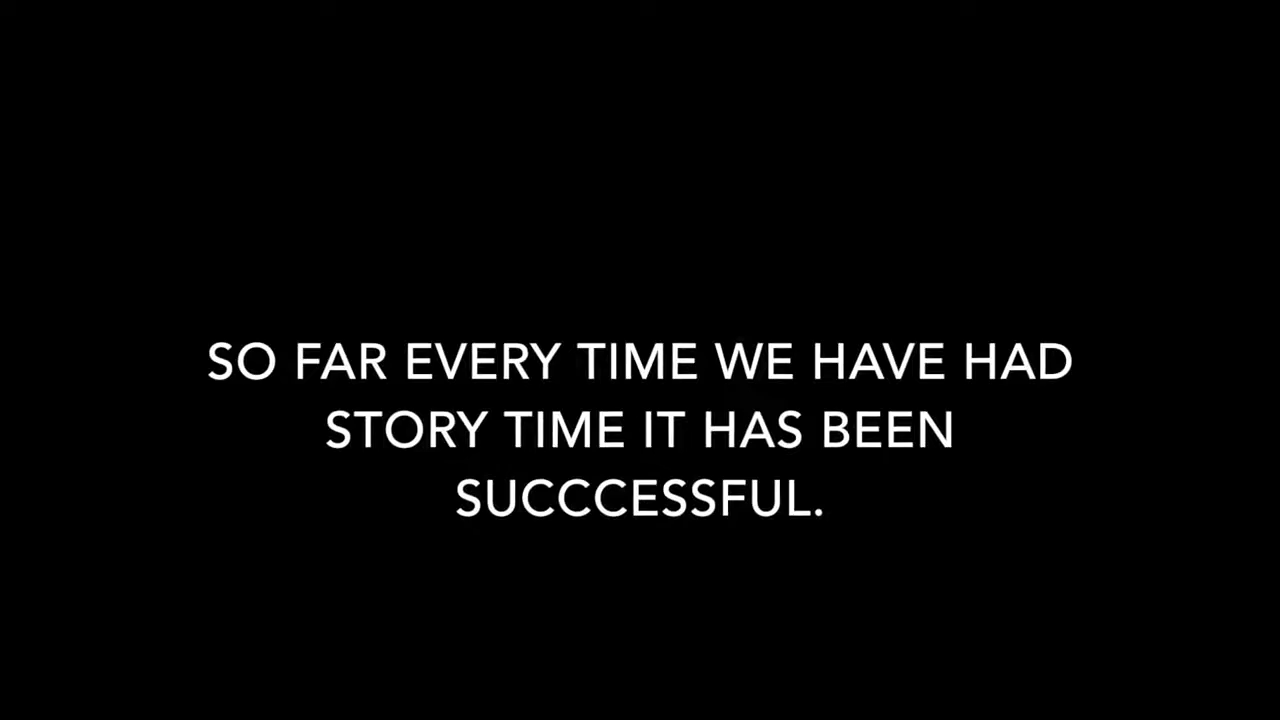 SO FAR EVERY TIME WE HAVE HAD
STORY TIME IT HAS BEEN
SUCCCESSFUL.